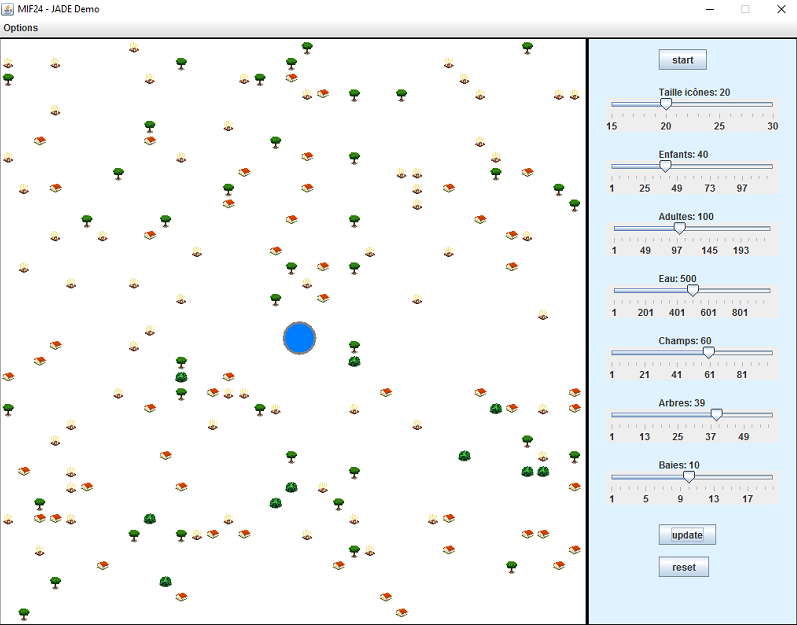 MIF24 - JADE Demo
Options
start
Taille icônes: 20
15 20 25 30
Enfants: 40
1 25 49 73 97
Adultes: 100
1 49 97 145 193
Eau: 500
1 201 401 601 801
Champs: 60
1 21 41 61 81
Arbres: 39
1 13 25 37 49
Baies: 10
1 5 9 13 17
update
reset